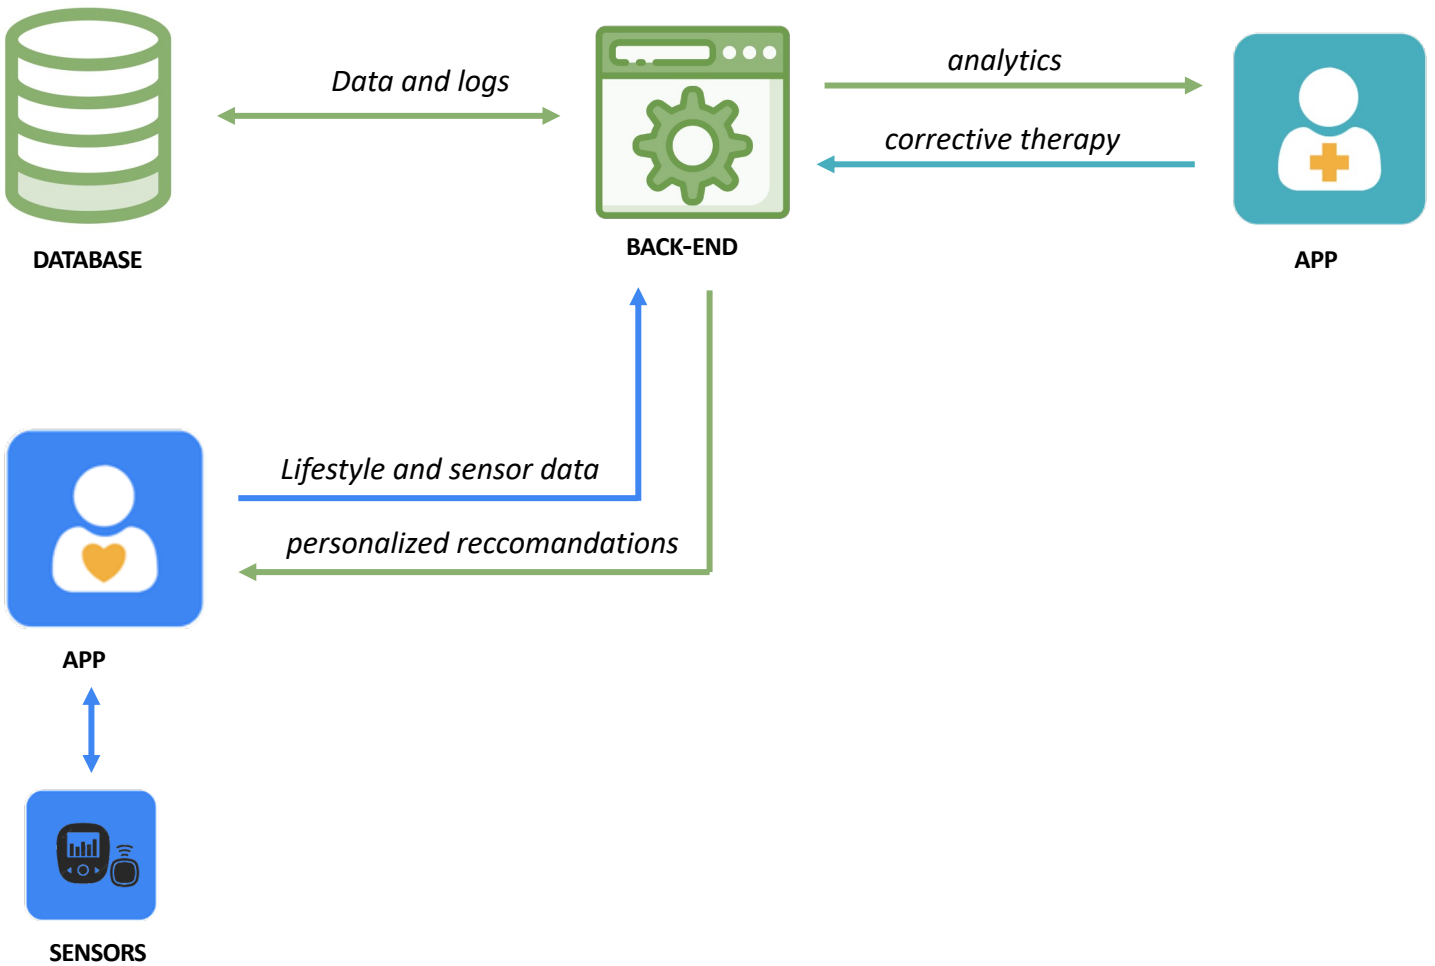 Data and logs
analytics
corrective therapy
DATABASE
BACK-END
APP
Lifestyle and sensor data
personalized reccomandations
APP
SENSORS